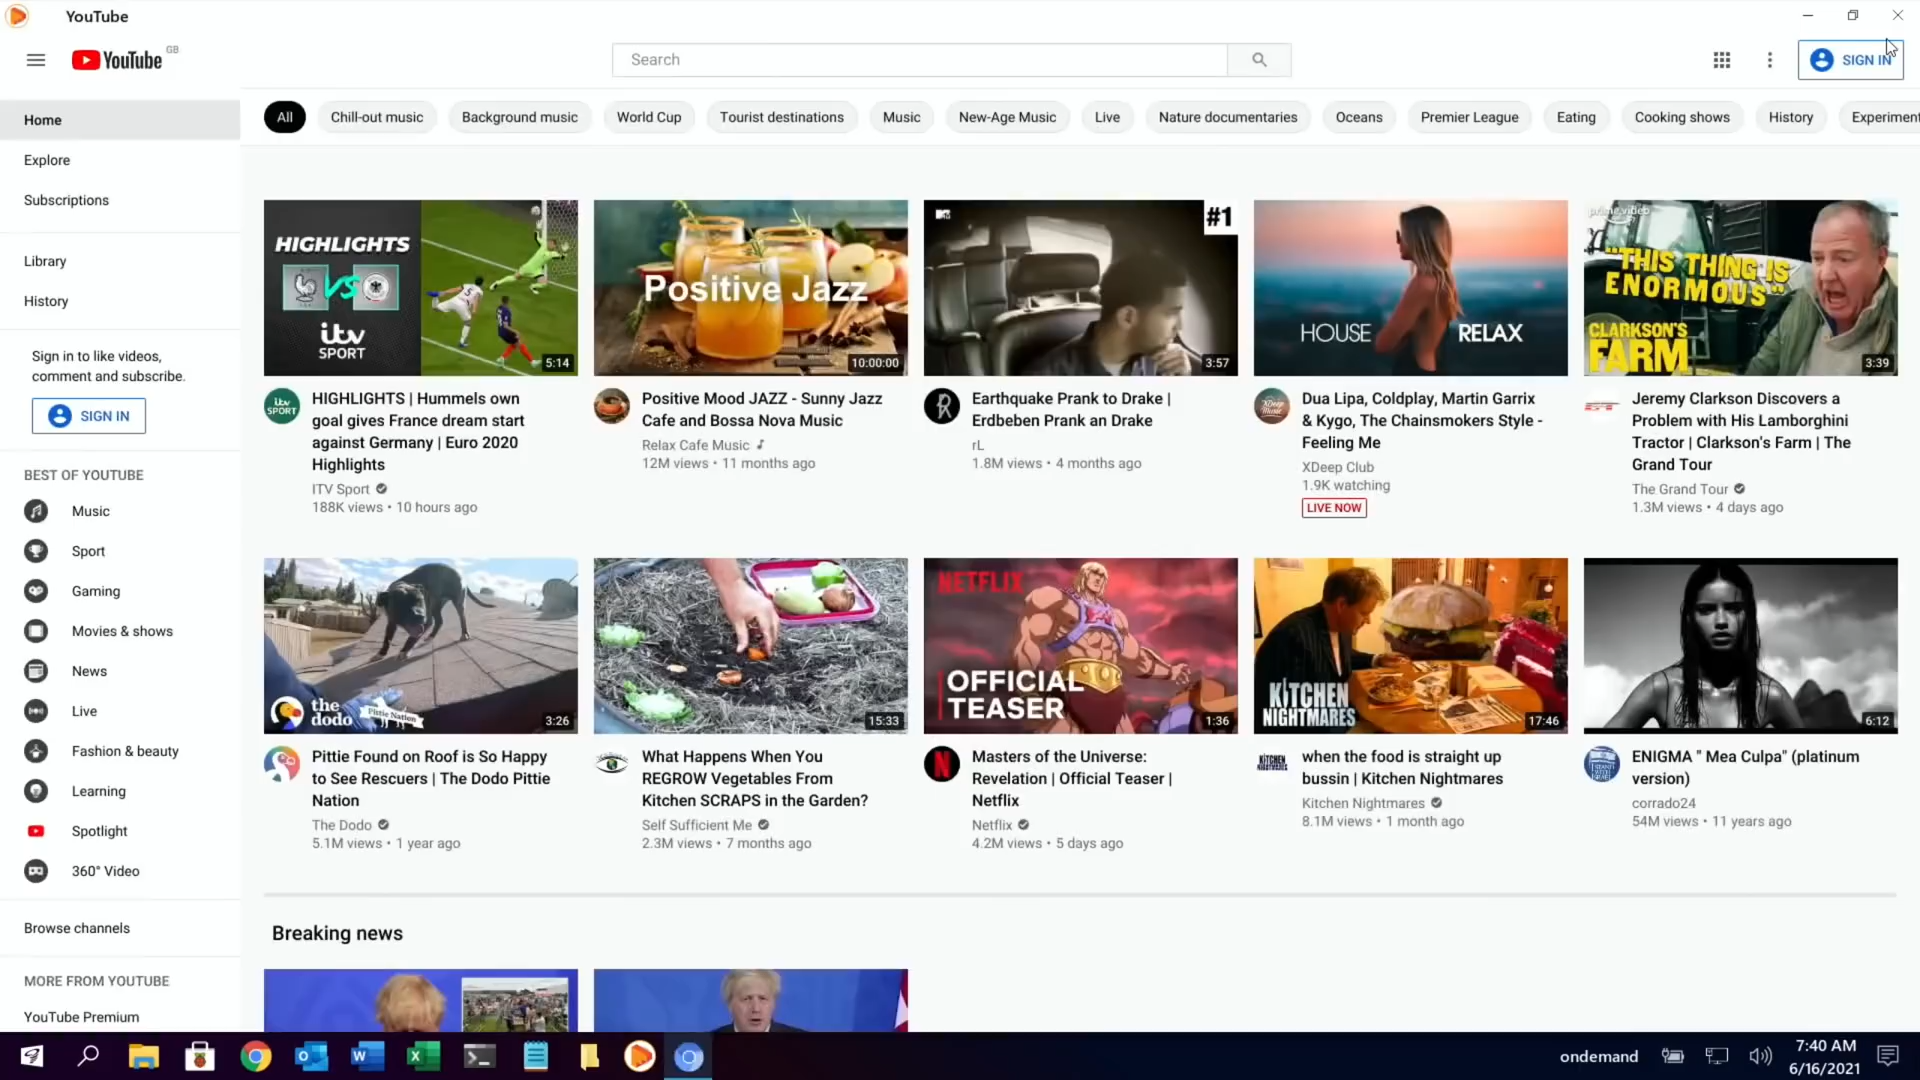 YouTube
YouTube GB
Search
SIGN IN
Home
Explore
Subscriptions
Library
History
Sign in to like videos,
comment and subscribe.
SIGN IN
BEST OF YOUTUBE
Music
Sport
Gaming
Movies & shows
News
Live
Fashion & beauty
Learning
Spotlight
360° Video
Browse channels
MORE FROM YOUTUBE
YouTube Premium
All
Chill-out music
Background music
World Cup
Tourist destinations
Music
New-Age Music
Live
Nature documentaries
Oceans
Premier League
Eating
Cooking shows
History
Experiment
HIGHLIGHTS
VS
itv
SPORT
5:14
itv
SPORT
HIGHLIGHTS | Hummels own
goal gives France dream start
against Germany | Euro 2020
Highlights
ITV Sport
188K views • 10 hours ago
Positive Jazz
10:00:00
Positive Mood JAZZ - Sunny Jazz
Cafe and Bossa Nova Music
Relax Cafe Music
12M views • 11 months ago
#1
3:57
Earthquake Prank to Drake |
Erdbeben Prank an Drake
rL
1.8M views • 4 months ago
HOUSE RELAX
Dua Lipa, Coldplay, Martin Garrix
& Kygo, The Chainsmokers Style -
Feeling Me
XDeep Club
1.9K watching
LIVE NOW
prime video
"THIS THING IS
ENORMOUS"
CLARKSON'S
FARM
3:39
Jeremy Clarkson Discovers a
Problem with His Lamborghini
Tractor | Clarkson's Farm | The
Grand Tour
The Grand Tour
1.3M views • 4 days ago
the
dodo
Pittie Nation
3:26
Pittie Found on Roof is So Happy
to See Rescuers | The Dodo Pittie
Nation
The Dodo
5.1M views • 1 year ago
15:33
What Happens When You
REGROW Vegetables From
Kitchen SCRAPS in the Garden?
Self Sufficient Me
2.3M views • 7 months ago
NETFLIX
OFFICIAL
TEASER
1:36
N
Masters of the Universe:
Revelation | Official Teaser |
Netflix
Netflix
4.2M views • 5 days ago
KITCHEN
NIGHTMARES
17:46
KITCHEN
NIGHTMARES
when the food is straight up
bussin | Kitchen Nightmares
Kitchen Nightmares
8.1M views • 1 month ago
6:12
ENIGMA " Mea Culpa" (platinum
version)
corrado24
54M views • 11 years ago
Breaking news
ondemand
7:40 AM
6/16/2021